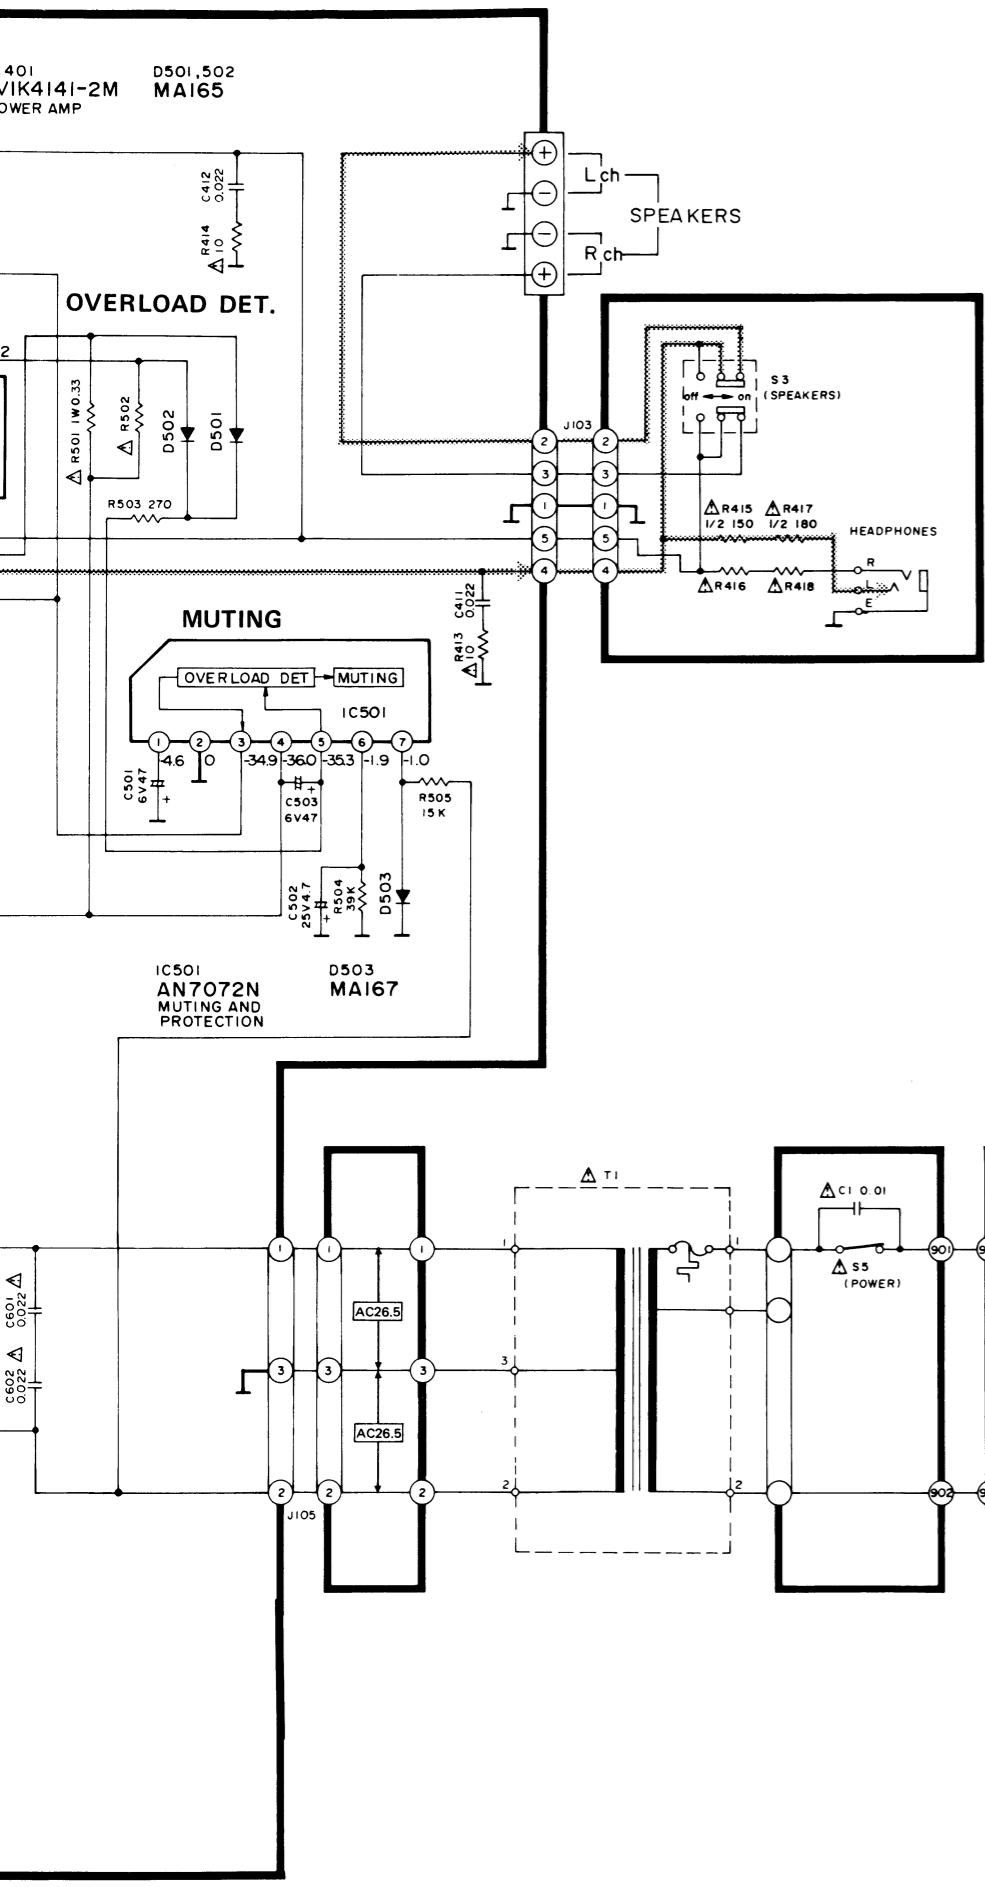 401
VIK4141-2M
OWER AMP
D501,502
MA165
C412
0.022
R414
10
OVERLOAD DET.
2
R501 1W0.33
R502
D502
D501
R503 270
+
−
−
+
L ch
R ch
SPEAKERS
S3
(SPEAKERS)
off
on
J103
2
3
1
5
4
2
3
1
5
4
R415
1/2 150
R417
1/2 180
R416
R418
HEADPHONES
R
L
E
C411
0.022
R413
10
MUTING
OVERLOAD DET
MUTING
IC501
1
2
3
4
5
6
7
-4.6
0
-34.9
-36.0
-35.3
-1.9
-1.0
C501
6V47
+
C503
6V47
+
R505
15K
C502
25V4.7
+
R504
39K
D503
IC501
AN7072N
MUTING AND
PROTECTION
D503
MA167
C601
0.022
C602
0.022
1
3
2
J105
1
3
2
AC26.5
AC26.5
1
3
2
T1
1
3
2
1
2
C1 0.01
S5
(POWER)
901
902
9
9